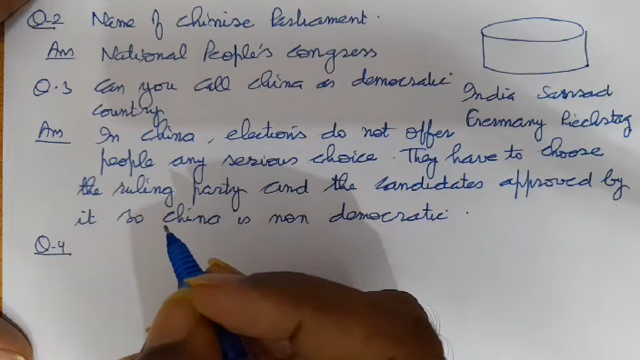 Q-2 Name of Chinise Parliament.
Ans National People's Congress
Q.3 Can you call China as democratic
country
India Sansad
Germany Reichstag
Ans In China, elections do not offer
people any serious choice. They have to choose
the ruling party and the candidates approved by
it so China is non democratic.
Q-4